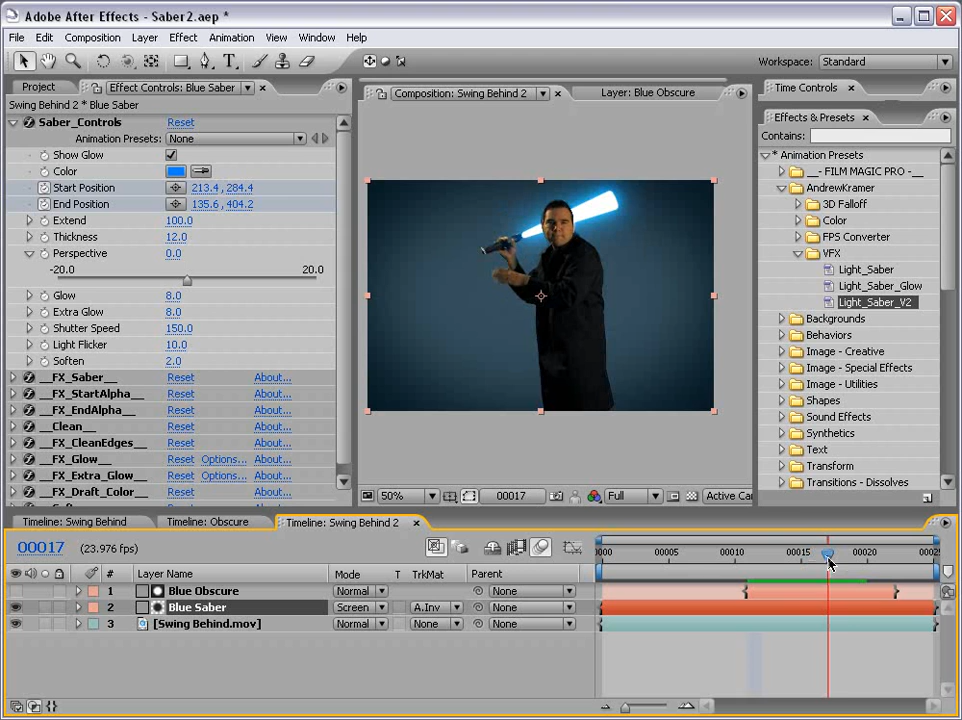 Adobe After Effects - Saber2.aep *
File Edit Composition Layer Effect Animation View Window Help
Workspace: Standard
Project Effect Controls: Blue Saber
Swing Behind 2 * Blue Saber
Saber_Controls Reset
Animation Presets: None
Show Glow
Color
Start Position 213.4, 284.4
End Position 135.6, 404.2
Extend 100.0
Thickness 12.0
Perspective 0.0
-20.0 20.0
Glow 8.0
Extra Glow 8.0
Shutter Speed 150.0
Light Flicker 10.0
Soften 2.0
__FX_Saber__ Reset About...
__FX_StartAlpha__ Reset About...
__FX_EndAlpha__ Reset About...
__Clean__ Reset About...
__FX_CleanEdges__ Reset About...
__FX_Glow__ Reset Options... About...
__FX_Extra_Glow__ Reset Options... About...
__FX_Draft_Color__ Reset About...
Composition: Swing Behind 2 Layer: Blue Obscure
50% 00017 Full Active Ca
Time Controls
Effects & Presets
Contains:
* Animation Presets
__- FILM MAGIC PRO -__
AndrewKramer
3D Falloff
Color
FPS Converter
VFX
Light_Saber
Light_Saber_Glow
Light_Saber_V2
Backgrounds
Behaviors
Image - Creative
Image - Special Effects
Image - Utilities
Shapes
Sound Effects
Synthetics
Text
Transform
Transitions - Dissolves
Timeline: Swing Behind Timeline: Obscure Timeline: Swing Behind 2
00017 (23.976 fps)
0000 00005 00010 00015 00020 0002
# Layer Name Mode T TrkMat Parent
1 Blue Obscure Normal None
2 Blue Saber Screen A.Inv None
3 [Swing Behind.mov] Normal None None